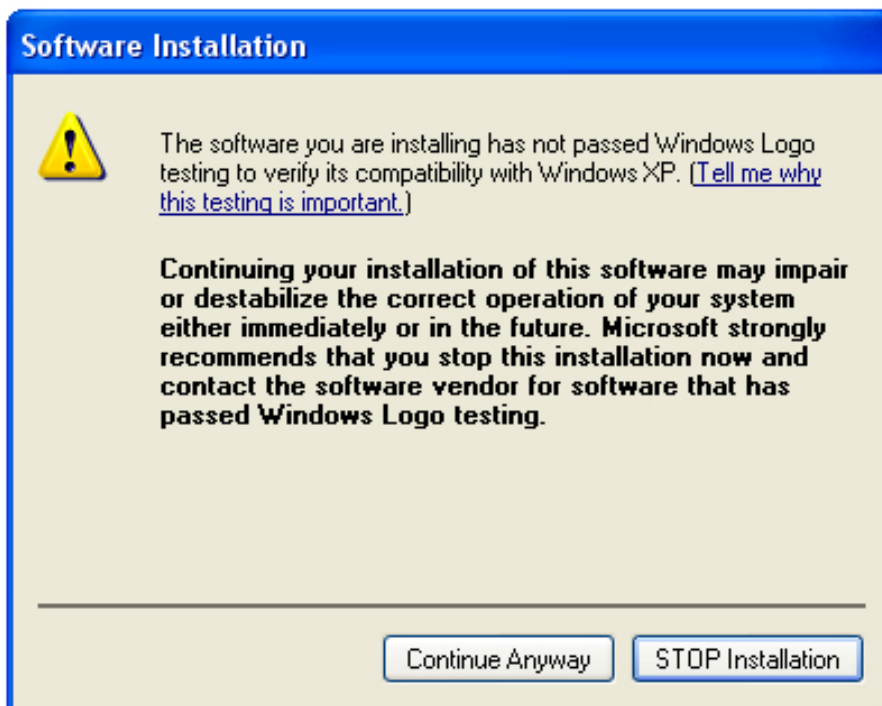 Software Installation
The software you are installing has not passed Windows Logo
testing to verify its compatibility with Windows XP. (Tell me why
this testing is important.)
Continuing your installation of this software may impair
or destabilize the correct operation of your system
either immediately or in the future. Microsoft strongly
recommends that you stop this installation now and
contact the software vendor for software that has
passed Windows Logo testing.
Continue Anyway
STOP Installation